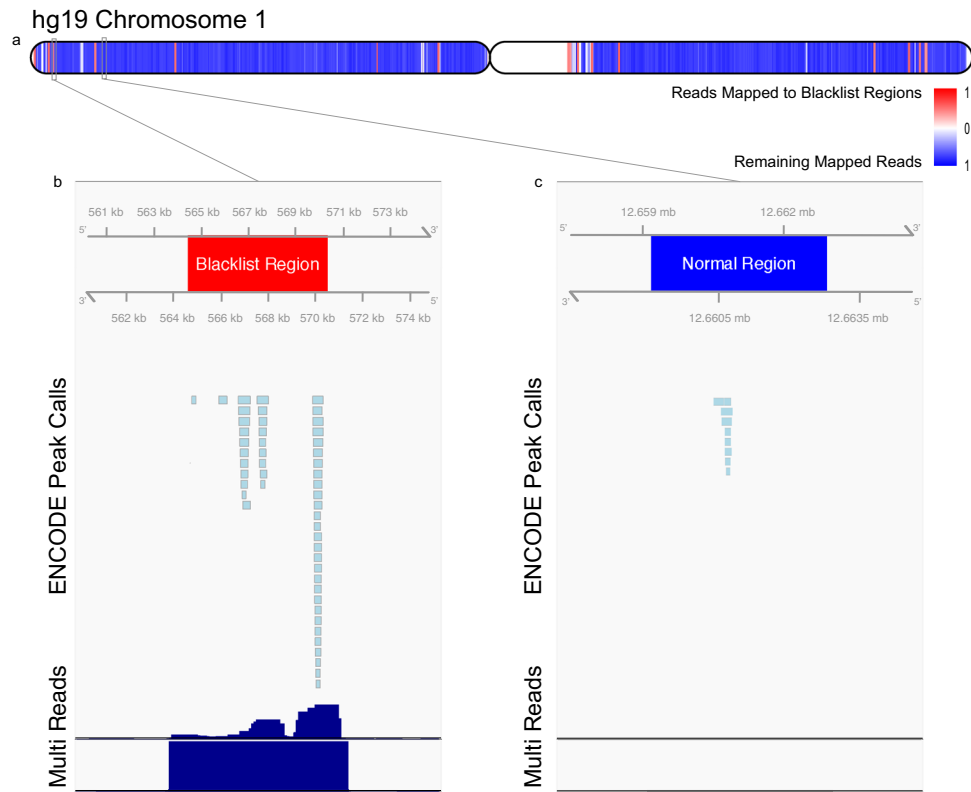 hg19 Chromosome 1
a
Reads Mapped to Blacklist Regions
1
0
Remaining Mapped Reads
1
b
561 kb 563 kb 565 kb 567 kb 569 kb 571 kb 573 kb
5' 3'
Blacklist Region
3' 5'
562 kb 564 kb 566 kb 568 kb 570 kb 572 kb 574 kb
ENCODE Peak Calls
Multi Reads
c
12.659 mb 12.662 mb
5' 3'
Normal Region
3' 5'
12.6605 mb 12.6635 mb
ENCODE Peak Calls
Multi Reads